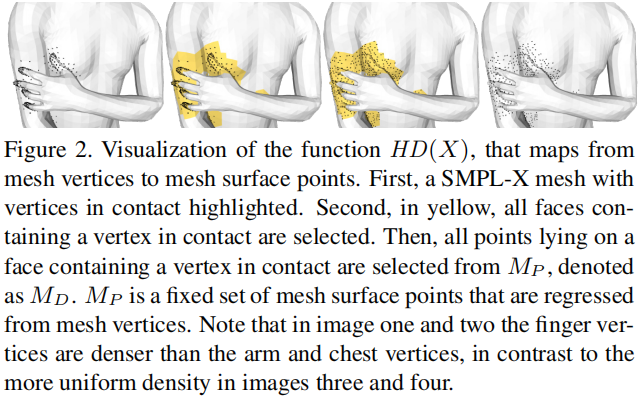 Figure 2. Visualization of the function HD(X), that maps from
mesh vertices to mesh surface points. First, a SMPL-X mesh with
vertices in contact highlighted. Second, in yellow, all faces con-
taining a vertex in contact are selected. Then, all points lying on a
face containing a vertex in contact are selected from M_P, denoted
as M_D. M_P is a fixed set of mesh surface points that are regressed
from mesh vertices. Note that in image one and two the finger ver-
tices are denser than the arm and chest vertices, in contrast to the
more uniform density in images three and four.